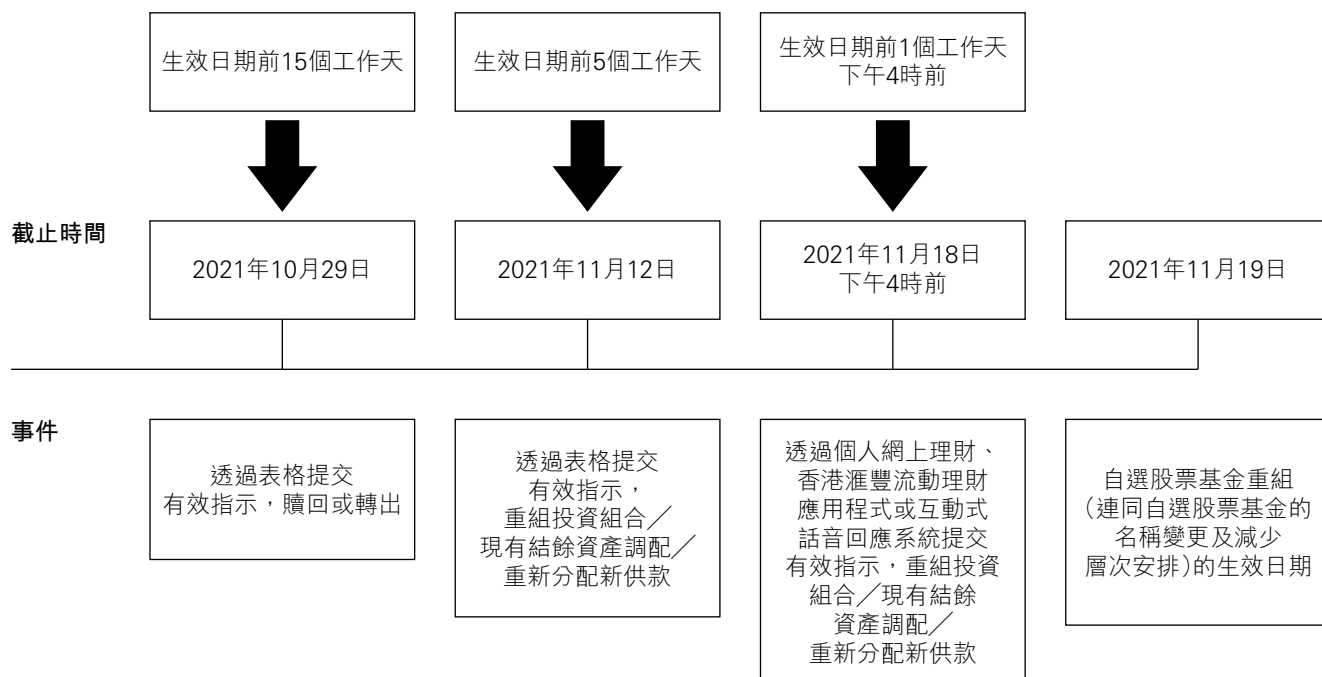 生效日期前15個工作天
生效日期前5個工作天
生效日期前1個工作天
下午4時前
截止時間
2021年10月29日
2021年11月12日
2021年11月18日
下午4時前
2021年11月19日
事件
透過表格提交
有效指示，贖回或轉出
透過表格提交
有效指示，
重組投資組合／
現有結餘資產調配／
重新分配新供款
透過個人網上理財、
香港滙豐流動理財
應用程式或互動式
話音回應系統提交
有效指示，重組投資
組合／現有結餘
資產調配／
重新分配新供款
自選股票基金重組
（連同自選股票基金的
名稱變更及減少
層次安排）的生效日期